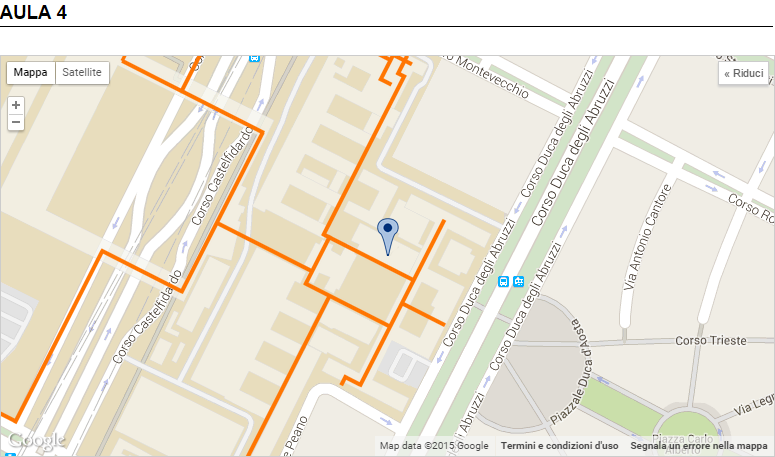 AULA 4
Mappa
Satellite
« Riduci
+
−
Montevecchio
Corso Castelfidardo
Corso Castelfidardo
Corso Duca degli Abruzzi
Corso Duca degli Abruzzi
Corso Duca degli Abruzzi
Corso Duca degli Abruzzi
Corso Duca degli Abruzzi
Via Antonio Cantore
Corso Ro
Corso Trieste
Piazzale Duca d'Aosta
Via Legn
Piazza Carlo
Alberto
e Peano
egli Abruzzi
Google
Map data ©2015 Google
Termini e condizioni d'uso
Segnala un errore nella mappa